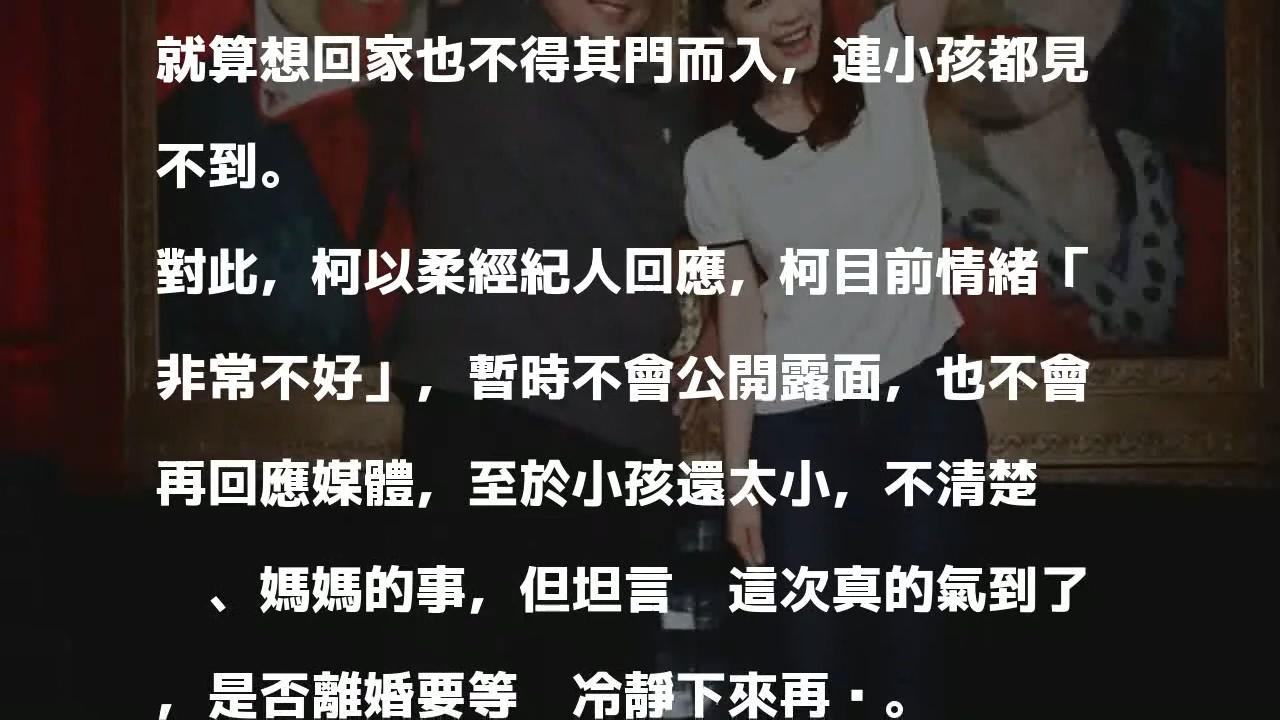 就算想回家也不得其門而入，連小孩都見
不到。
對此，柯以柔經紀人回應，柯目前情緒「
非常不好」，暫時不會公開露面，也不會
再回應媒體，至於小孩還太小，不清楚
、媽媽的事，但坦言　這次真的氣到了
，是否離婚要等　冷靜下來再▪。